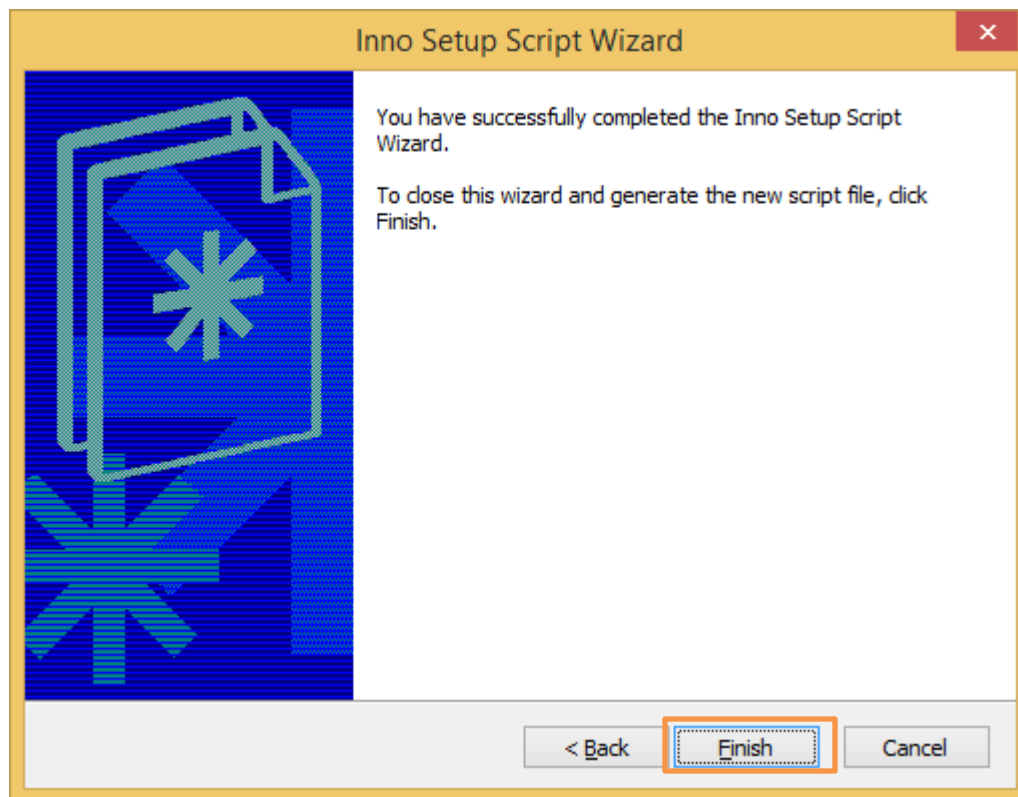 Inno Setup Script Wizard
You have successfully completed the Inno Setup Script
Wizard.
To close this wizard and generate the new script file, click
Finish.
< Back
Finish
Cancel